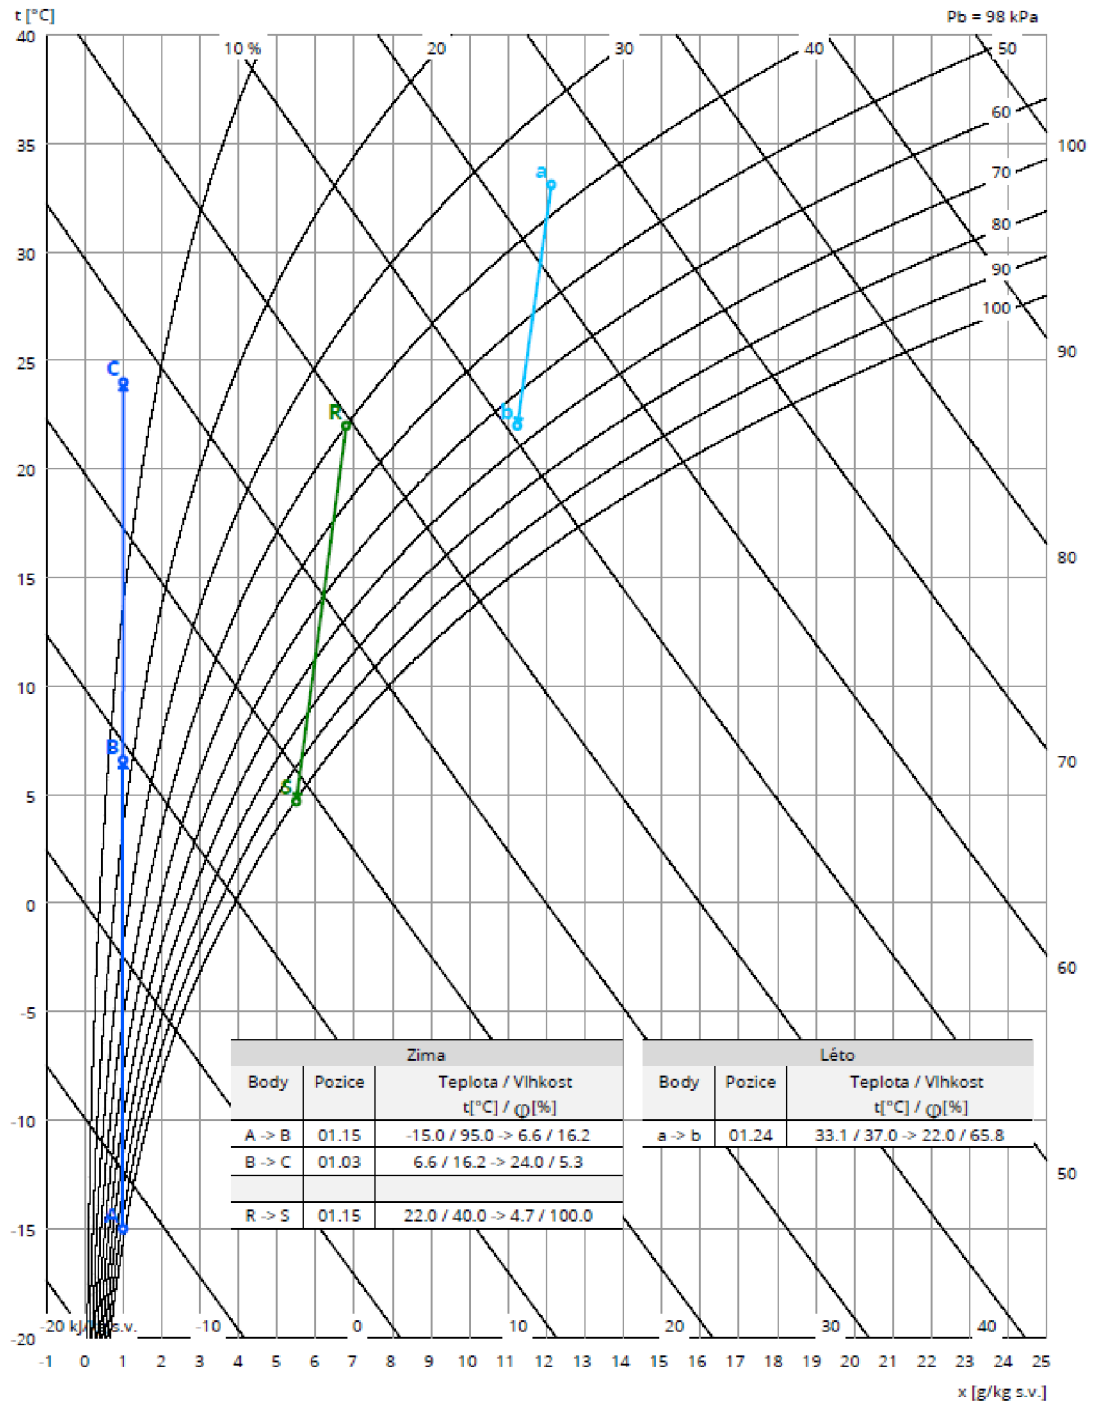 t [°C]
Pb = 98 kPa
40
10 %
20
30
40
50
60
35
100
70
a
80
30
90
100
25
90
C
R
b
20
15
80
10
B
70
5
S
0
60
-5
Zima
Léto
Body Pozice Teplota / Vlhkost
Body Pozice Teplota / Vlhkost
t[°C] / φ[%]
t[°C] / φ[%]
-10
A -> B 01.15 -15.0 / 95.0 -> 6.6 / 16.2
a -> b 01.24 33.1 / 37.0 -> 22.0 / 65.8
B -> C 01.03 6.6 / 16.2 -> 24.0 / 5.3
50
R -> S 01.15 22.0 / 40.0 -> 4.7 / 100.0
A
-15
-20 kJ/kg s.v. -10 0 10 20 30 40
-20
-1 0 1 2 3 4 5 6 7 8 9 10 11 12 13 14 15 16 17 18 19 20 21 22 23 24 25
x [g/kg s.v.]